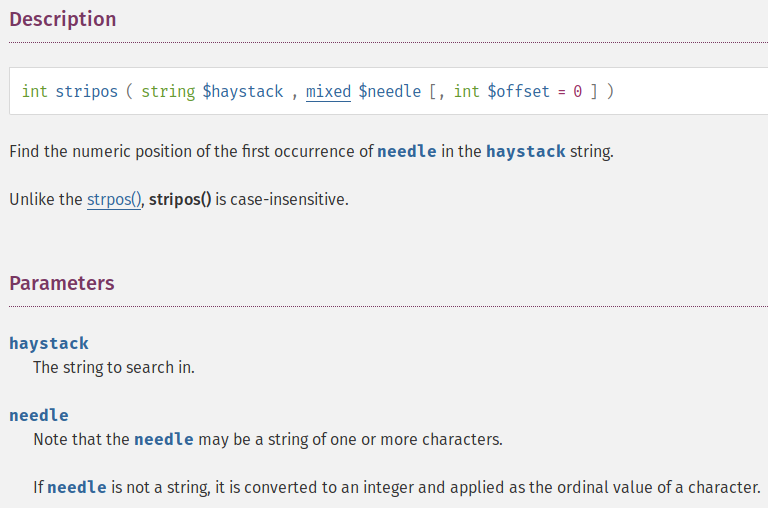 Description
int stripos ( string $haystack , mixed $needle [, int $offset = 0 ] )
Find the numeric position of the first occurrence of needle in the haystack string.
Unlike the strpos(), stripos() is case-insensitive.
Parameters
haystack
The string to search in.
needle
Note that the needle may be a string of one or more characters.
If needle is not a string, it is converted to an integer and applied as the ordinal value of a character.